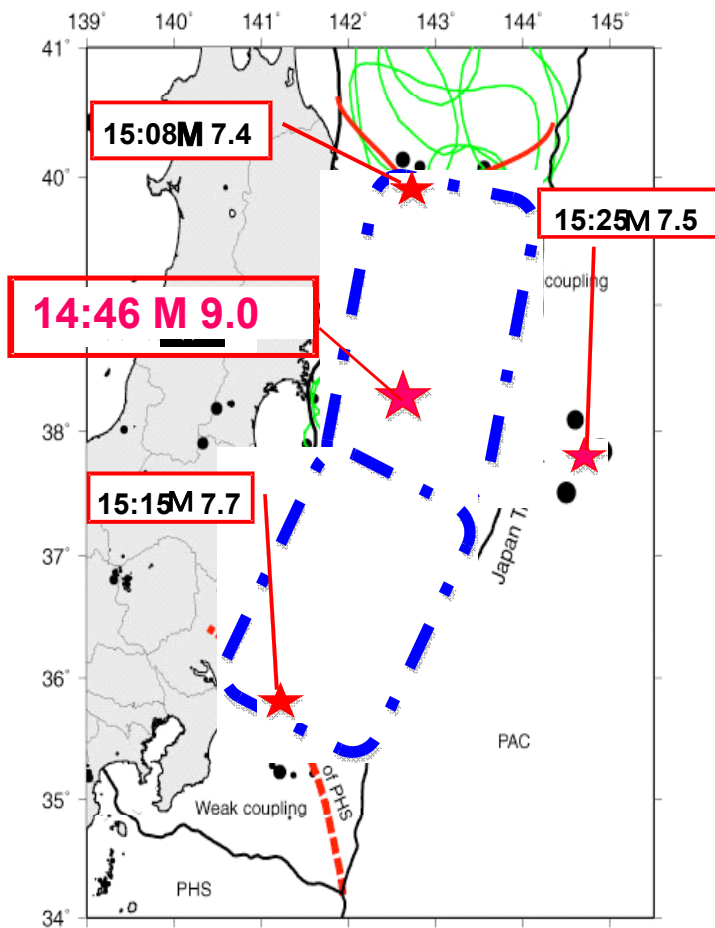 139 140˚ 141˚ 142˚ 143˚ 144˚ 145˚
41˚
15:08M 7.4
40˚
15:25M 7.5
coupling
14:46 M 9.0
38˚
15:15M 7.7
37˚
Japan T.
36˚
PAC
35˚
Weak coupling
of PHS
PHS
34˚